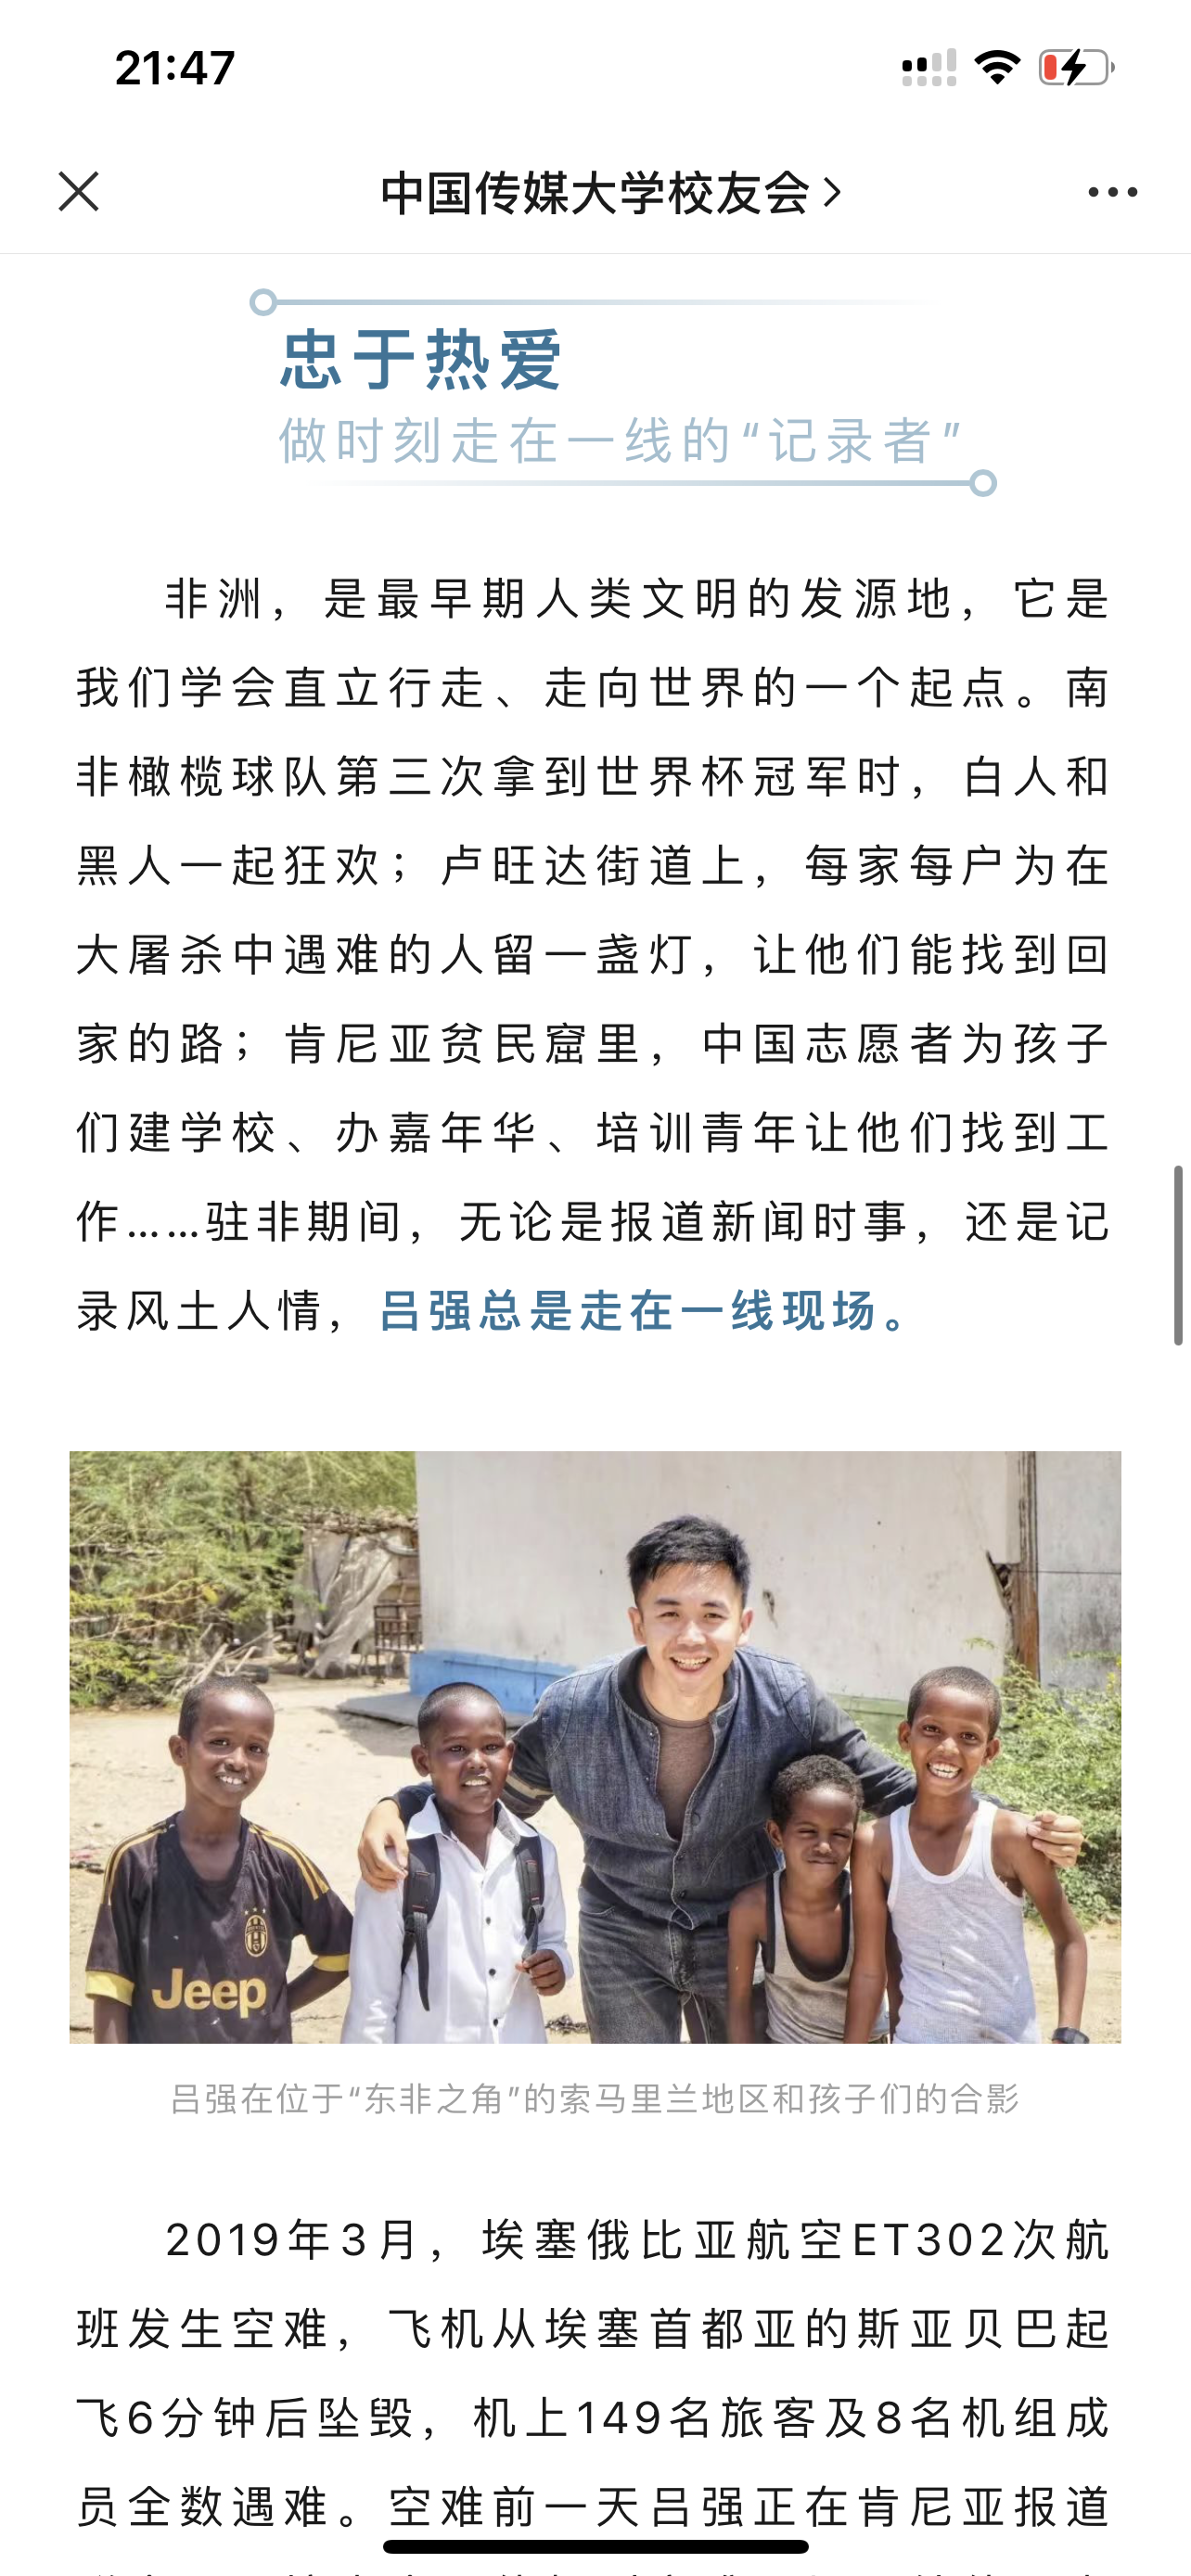 21:47
中国传媒大学校友会
忠于热爱
做时刻走在一线的“记录者”
非洲，是最早期人类文明的发源地，它是
我们学会直立行走、走向世界的一个起点。南
非橄榄球队第三次拿到世界杯冠军时，白人和
黑人一起狂欢；卢旺达街道上，每家每户为在
大屠杀中遇难的人留一盏灯，让他们能找到回
家的路；肯尼亚贫民窟里，中国志愿者为孩子
们建学校、办嘉年华、培训青年让他们找到工
作……驻非期间，无论是报道新闻时事，还是记
录风土人情，吕强总是走在一线现场。
Jeep
吕强在位于“东非之角”的索马里兰地区和孩子们的合影
2019年3月，埃塞俄比亚航空ET302次航
班发生空难，飞机从埃塞首都亚的斯亚贝巴起
飞6分钟后坠毁，机上149名旅客及8名机组成
员全数遇难。空难前一天吕强正在肯尼亚报道